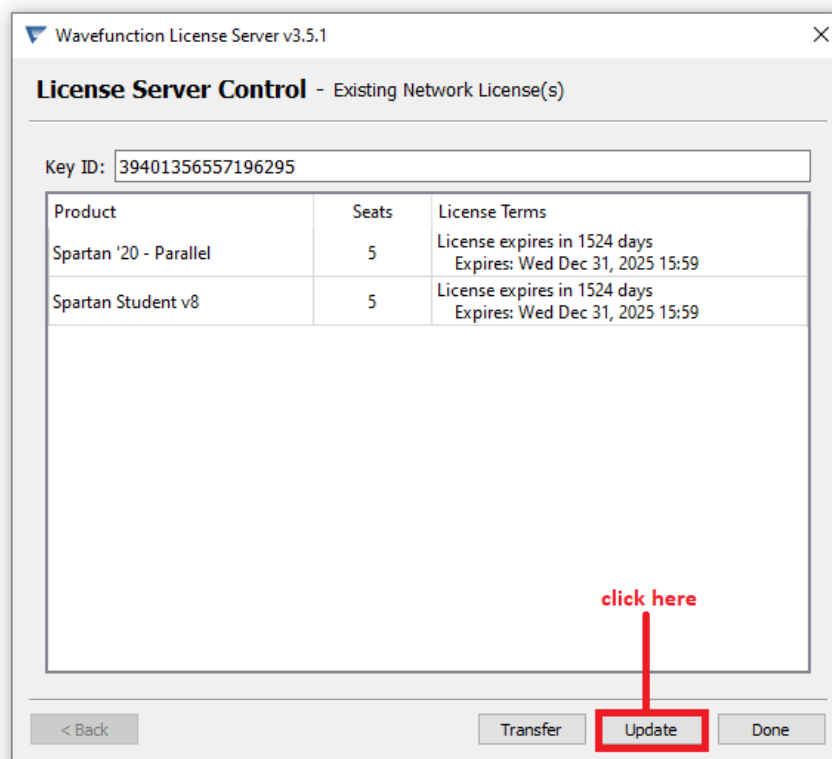 Wavefunction License Server v3.5.1
License Server Control - Existing Network License(s)
Key ID: 39401356557196295
Product Seats License Terms
Spartan '20 - Parallel 5 License expires in 1524 days
Expires: Wed Dec 31, 2025 15:59
Spartan Student v8 5 License expires in 1524 days
Expires: Wed Dec 31, 2025 15:59
click here
< Back Transfer Update Done